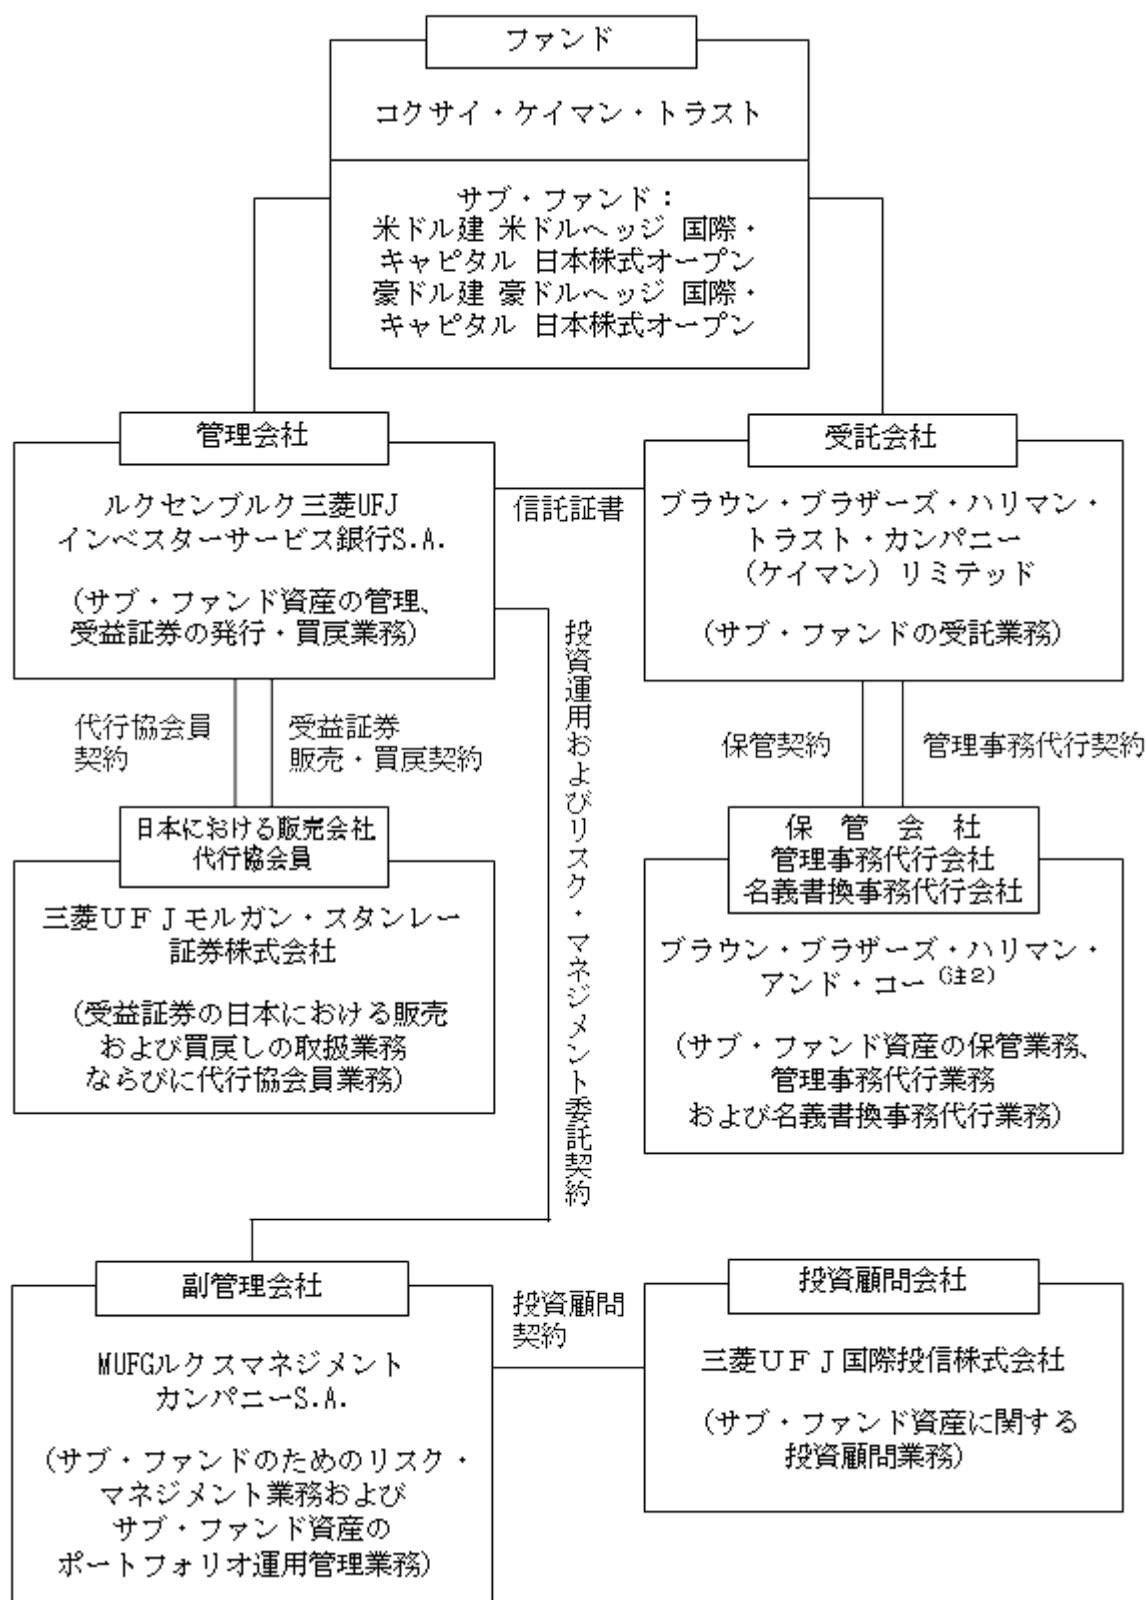 ファンド
コクサイ・ケイマン・トラスト
サブ・ファンド：
米ドル建 米ドルヘッジ 国際・
キャピタル 日本株式オープン
豪ドル建 豪ドルヘッジ 国際・
キャピタル 日本株式オープン
管理会社
ルクセンブルク三菱UFJ
インベスターサービス銀行S.A.
(サブ・ファンド資産の管理、
受益証券の発行・買戻業務)
信託証書
受託会社
ブラウン・ブラザーズ・ハリマン・
トラスト・カンパニー
(ケイマン) リミテッド
(サブ・ファンドの受託業務)
代行協会員
契約
受益証券
販売・買戻契約
投資運用およびリスク・マネジメント委託契約
保管契約
管理事務代行契約
日本における販売会社
代行協会員
三菱ＵＦＪモルガン・スタンレー
証券株式会社
(受益証券の日本における販売
および買戻しの取扱業務
ならびに代行協会員業務)
保　管　会　社
管理事務代行会社
名義書換事務代行会社
ブラウン・ブラザーズ・ハリマン・
アンド・コー (注2)
(サブ・ファンド資産の保管業務、
管理事務代行業務
および名義書換事務代行業務)
副管理会社
MUFGルクスマネジメント
カンパニーS.A.
(サブ・ファンドのためのリスク・
マネジメント業務および
サブ・ファンド資産の
ポートフォリオ運用管理業務)
投資顧問
契約
投資顧問会社
三菱ＵＦＪ国際投信株式会社
(サブ・ファンド資産に関する
投資顧問業務)